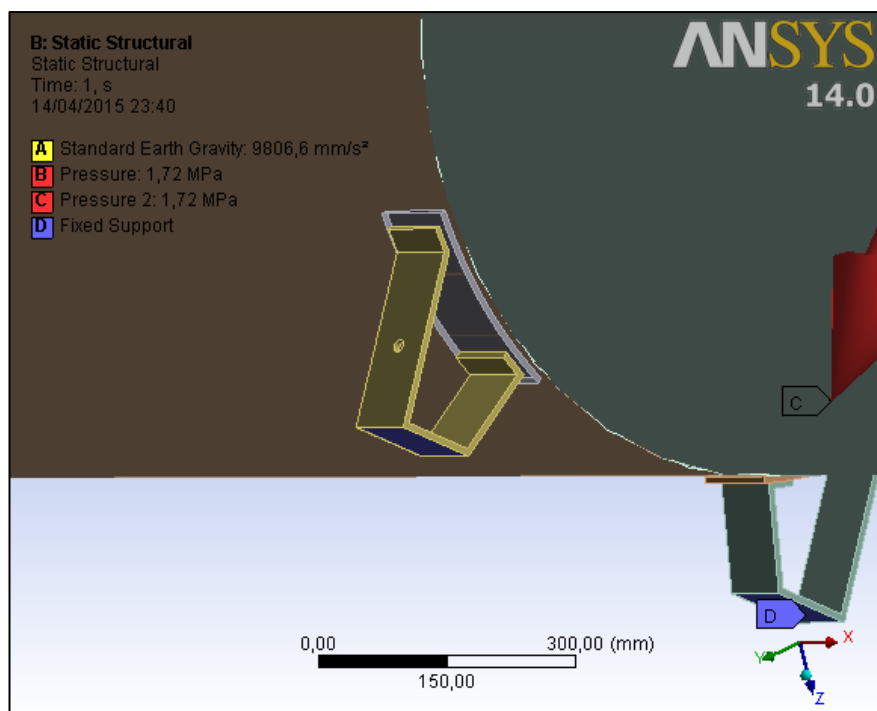 B: Static Structural
Static Structural
Time: 1, s
14/04/2015 23:40
A Standard Earth Gravity: 9806,6 mm/s²
B Pressure: 1,72 MPa
C Pressure 2: 1,72 MPa
D Fixed Support
ANSYS
14.0
C
D
0,00 300,00 (mm)
150,00
X
Y
Z